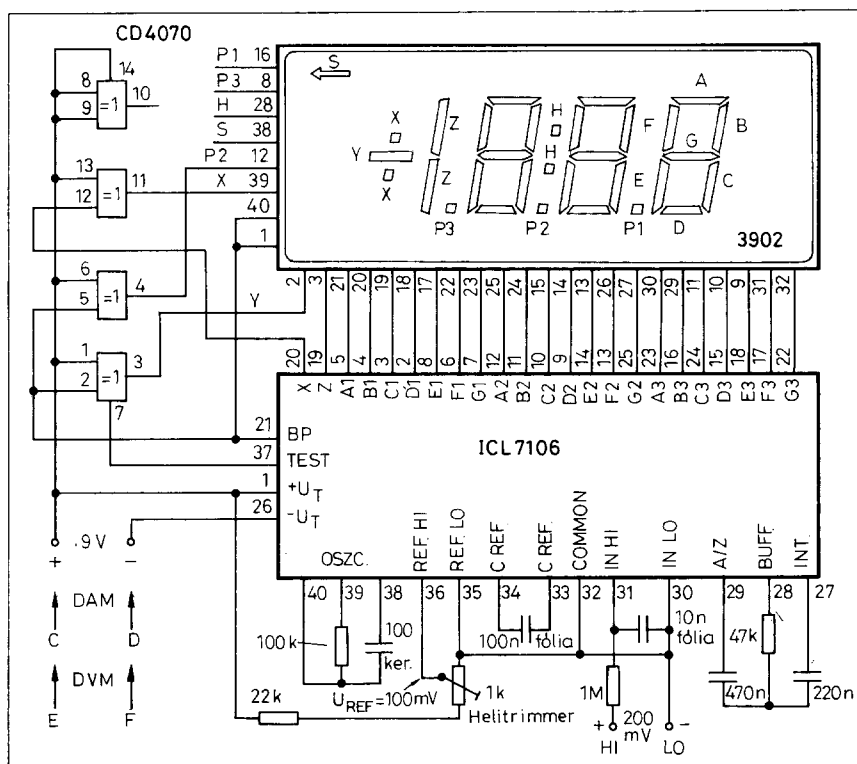 CD4070
P1 16
P3 8
H 28
S 38
P2 12
X 39
40
1
8 14
9 =1 10
13
12 =1 11
6
5 =1 4
1
2 =1 3
7
Y
S
A
X Z H F B
Y H G
X Z E C
P3 P2 P1 D
3902
2 3 21 20 19 18 17 22 23 25 24 15 14 13 26 27 30 29 11 10 9 31 32
20 19 5 4 3 2 8 6 7 12 11 10 9 14 13 25 23 16 24 15 18 17 22
X Z A1 B1 C1 D1 E1 F1 G1 A2 B2 C2 D2 E2 F2 G2 A3 B3 C3 D3 E3 F3 G3
21 BP
37 TEST
1 +UT
26 -UT
ICL7106
OSZC. REF HI REF LO C REF C REF COMMON IN HI IN LO A/Z BUFF INT.
40 39 38 36 35 34 33 32 31 30 29 28 27
9V
+ -
DAM
C D
DVM
E F
100k
100 ker.
22k
UREF=100mV
1k
Helitrimmer
100n fólia
10n fólia
1M
+ 200 mV -
HI LO
47k
470n
220n